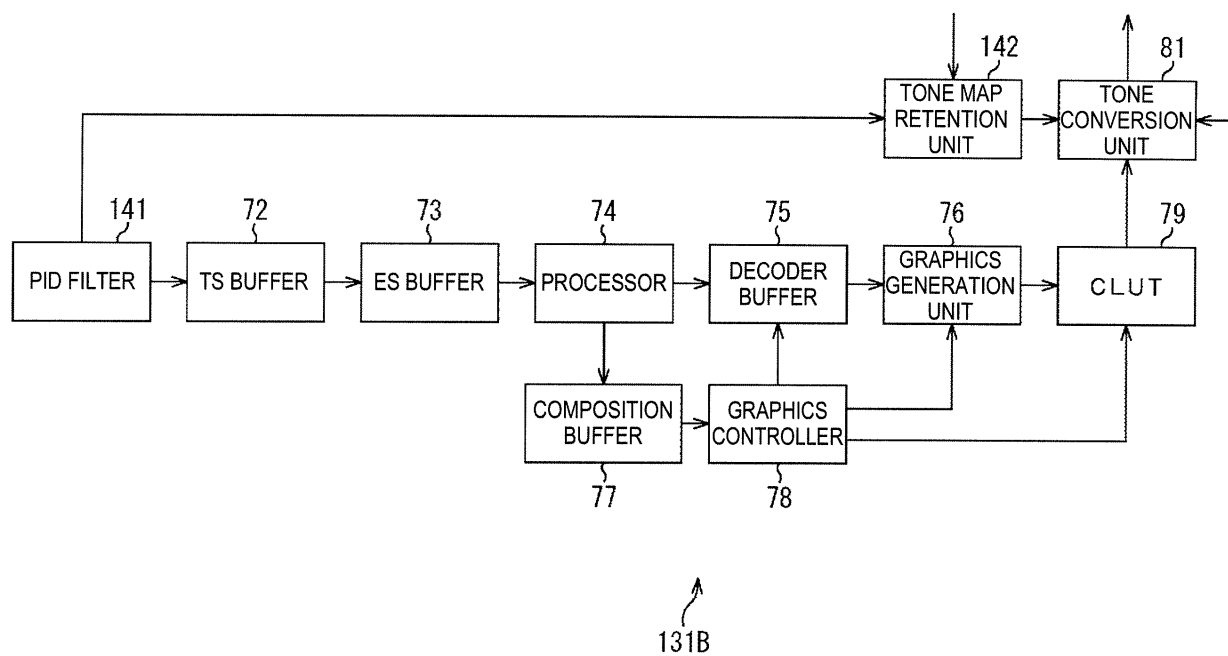 142
81
TONE MAP
RETENTION
UNIT
TONE
CONVERSION
UNIT
141
72
73
74
75
76
79
PID FILTER
TS BUFFER
ES BUFFER
PROCESSOR
DECODER
BUFFER
GRAPHICS
GENERATION
UNIT
CLUT
COMPOSITION
BUFFER
GRAPHICS
CONTROLLER
77
78
131B